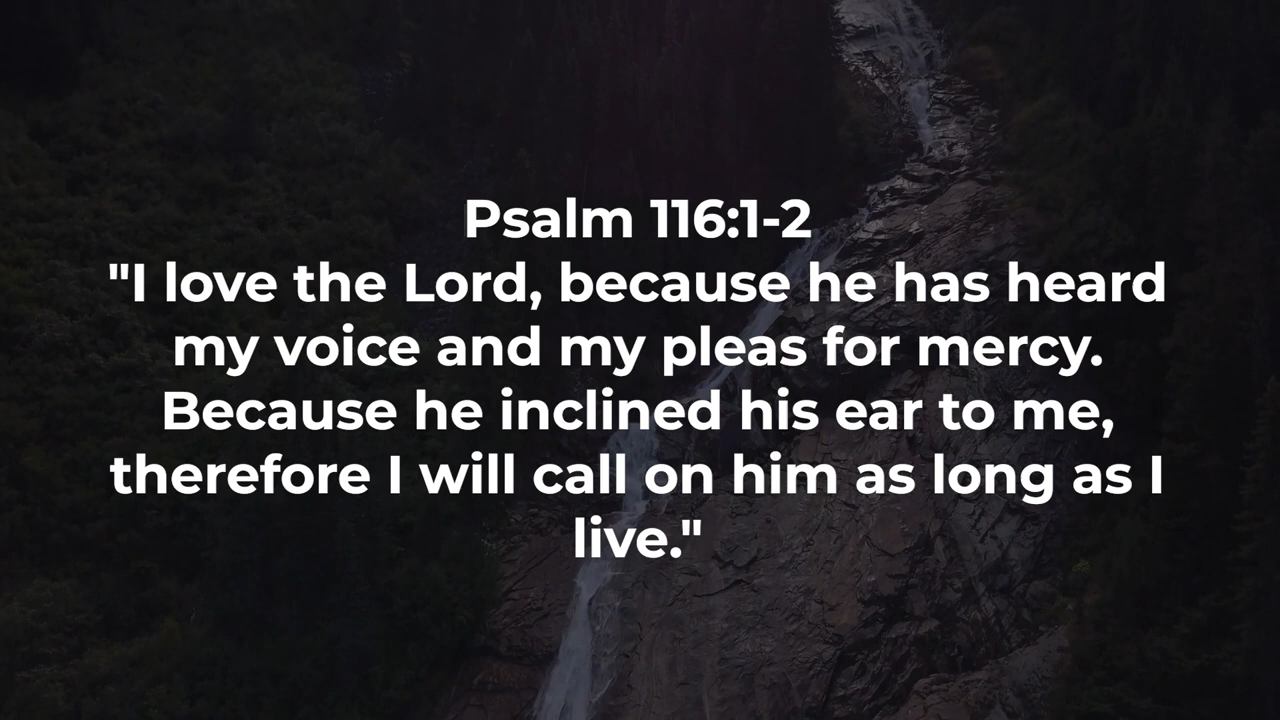 Psalm 116:1-2
"I love the Lord, because he has heard
my voice and my pleas for mercy.
Because he inclined his ear to me,
therefore I will call on him as long as I
live."